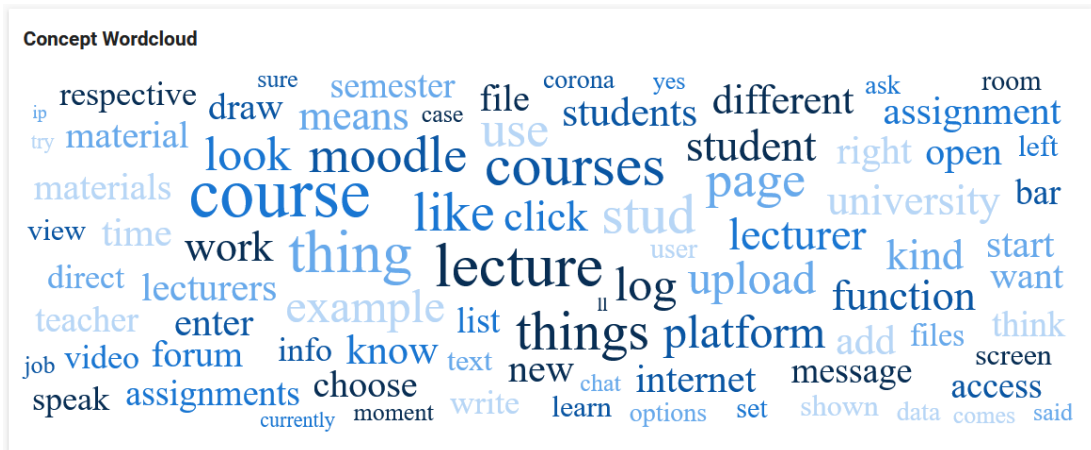 Concept Wordcloud
sure semester corona yes ask room
ip respective draw means case file students different assignment
try material look moodle use courses student right open left
materials course like click stud page university bar
view time work thing lecture user lecturer kind start
direct lecturers example ll log upload function want
teacher enter list things platform add files think
job video forum info know text new chat internet message screen
speak assignments choose write learn options set shown data access
currently moment comes said